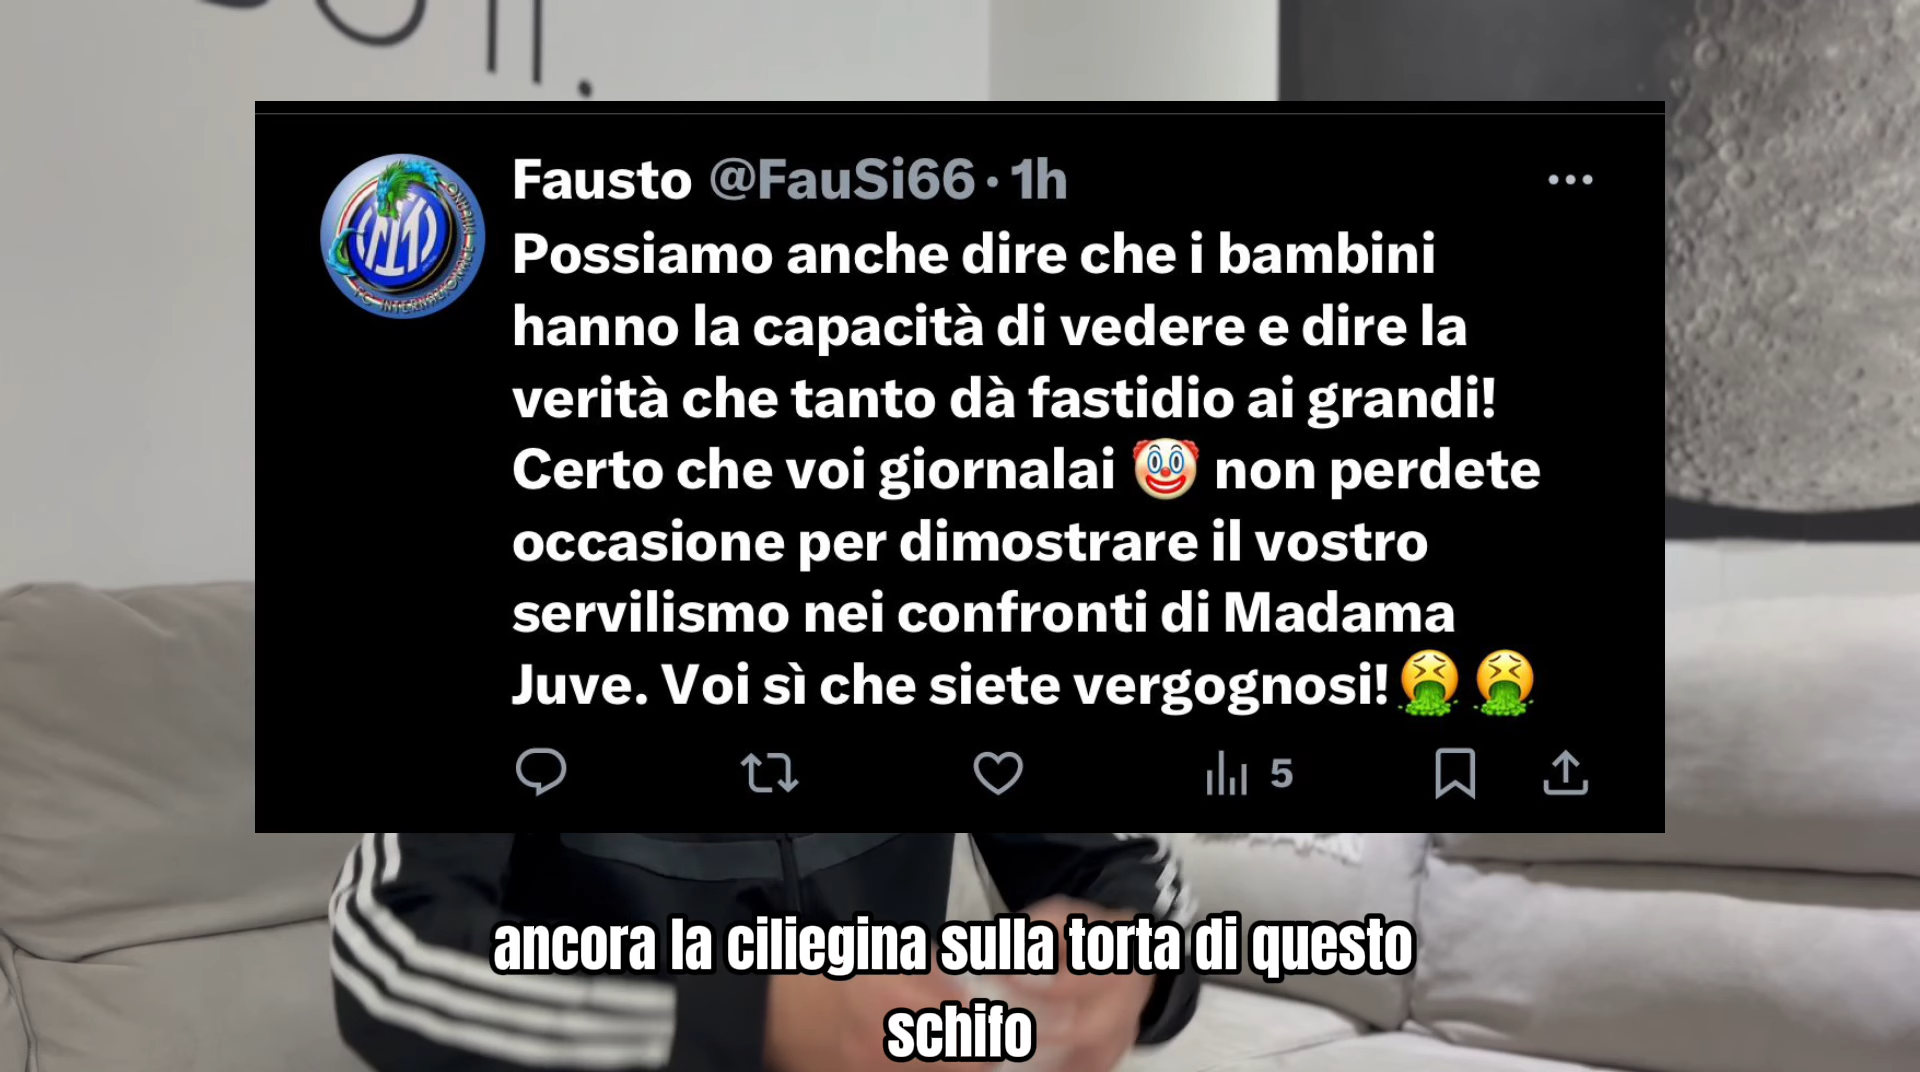 Fausto @FauSi66 · 1h
Possiamo anche dire che i bambini
hanno la capacità di vedere e dire la
verità che tanto dà fastidio ai grandi!
Certo che voi giornalai 🤡 non perdete
occasione per dimostrare il vostro
servilismo nei confronti di Madama
Juve. Voi sì che siete vergognosi!🤮 🤮
5
ancora la ciliegina sulla torta di questo
schifo